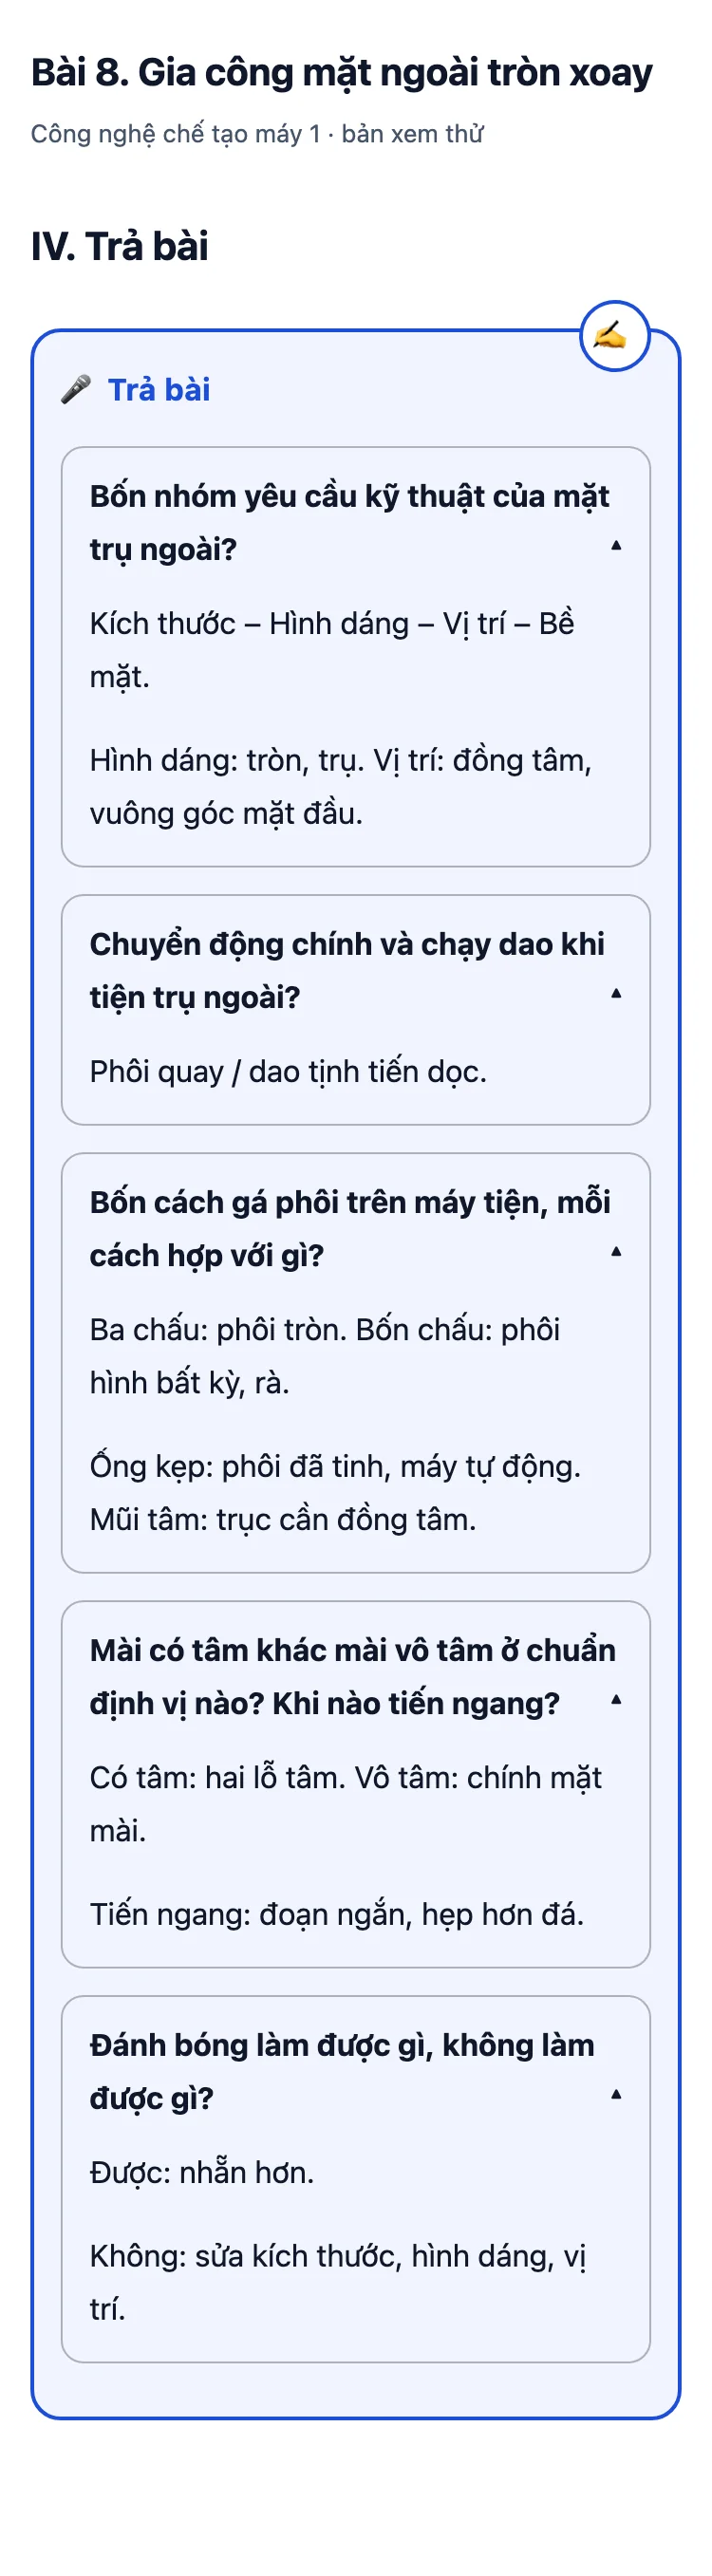 Bài 8. Gia công mặt ngoài tròn xoay
Công nghệ chế tạo máy 1 · bản xem thử
IV. Trả bài
Trả bài
Bốn nhóm yêu cầu kỹ thuật của mặt
trụ ngoài?
Kích thước – Hình dáng – Vị trí – Bề
mặt.
Hình dáng: tròn, trụ. Vị trí: đồng tâm,
vuông góc mặt đầu.
Chuyển động chính và chạy dao khi
tiện trụ ngoài?
Phôi quay / dao tịnh tiến dọc.
Bốn cách gá phôi trên máy tiện, mỗi
cách hợp với gì?
Ba chấu: phôi tròn. Bốn chấu: phôi
hình bất kỳ, rà.
Ống kẹp: phôi đã tinh, máy tự động.
Mũi tâm: trục cần đồng tâm.
Mài có tâm khác mài vô tâm ở chuẩn
định vị nào? Khi nào tiến ngang?
Có tâm: hai lỗ tâm. Vô tâm: chính mặt
mài.
Tiến ngang: đoạn ngắn, hẹp hơn đá.
Đánh bóng làm được gì, không làm
được gì?
Được: nhẵn hơn.
Không: sửa kích thước, hình dáng, vị
trí.